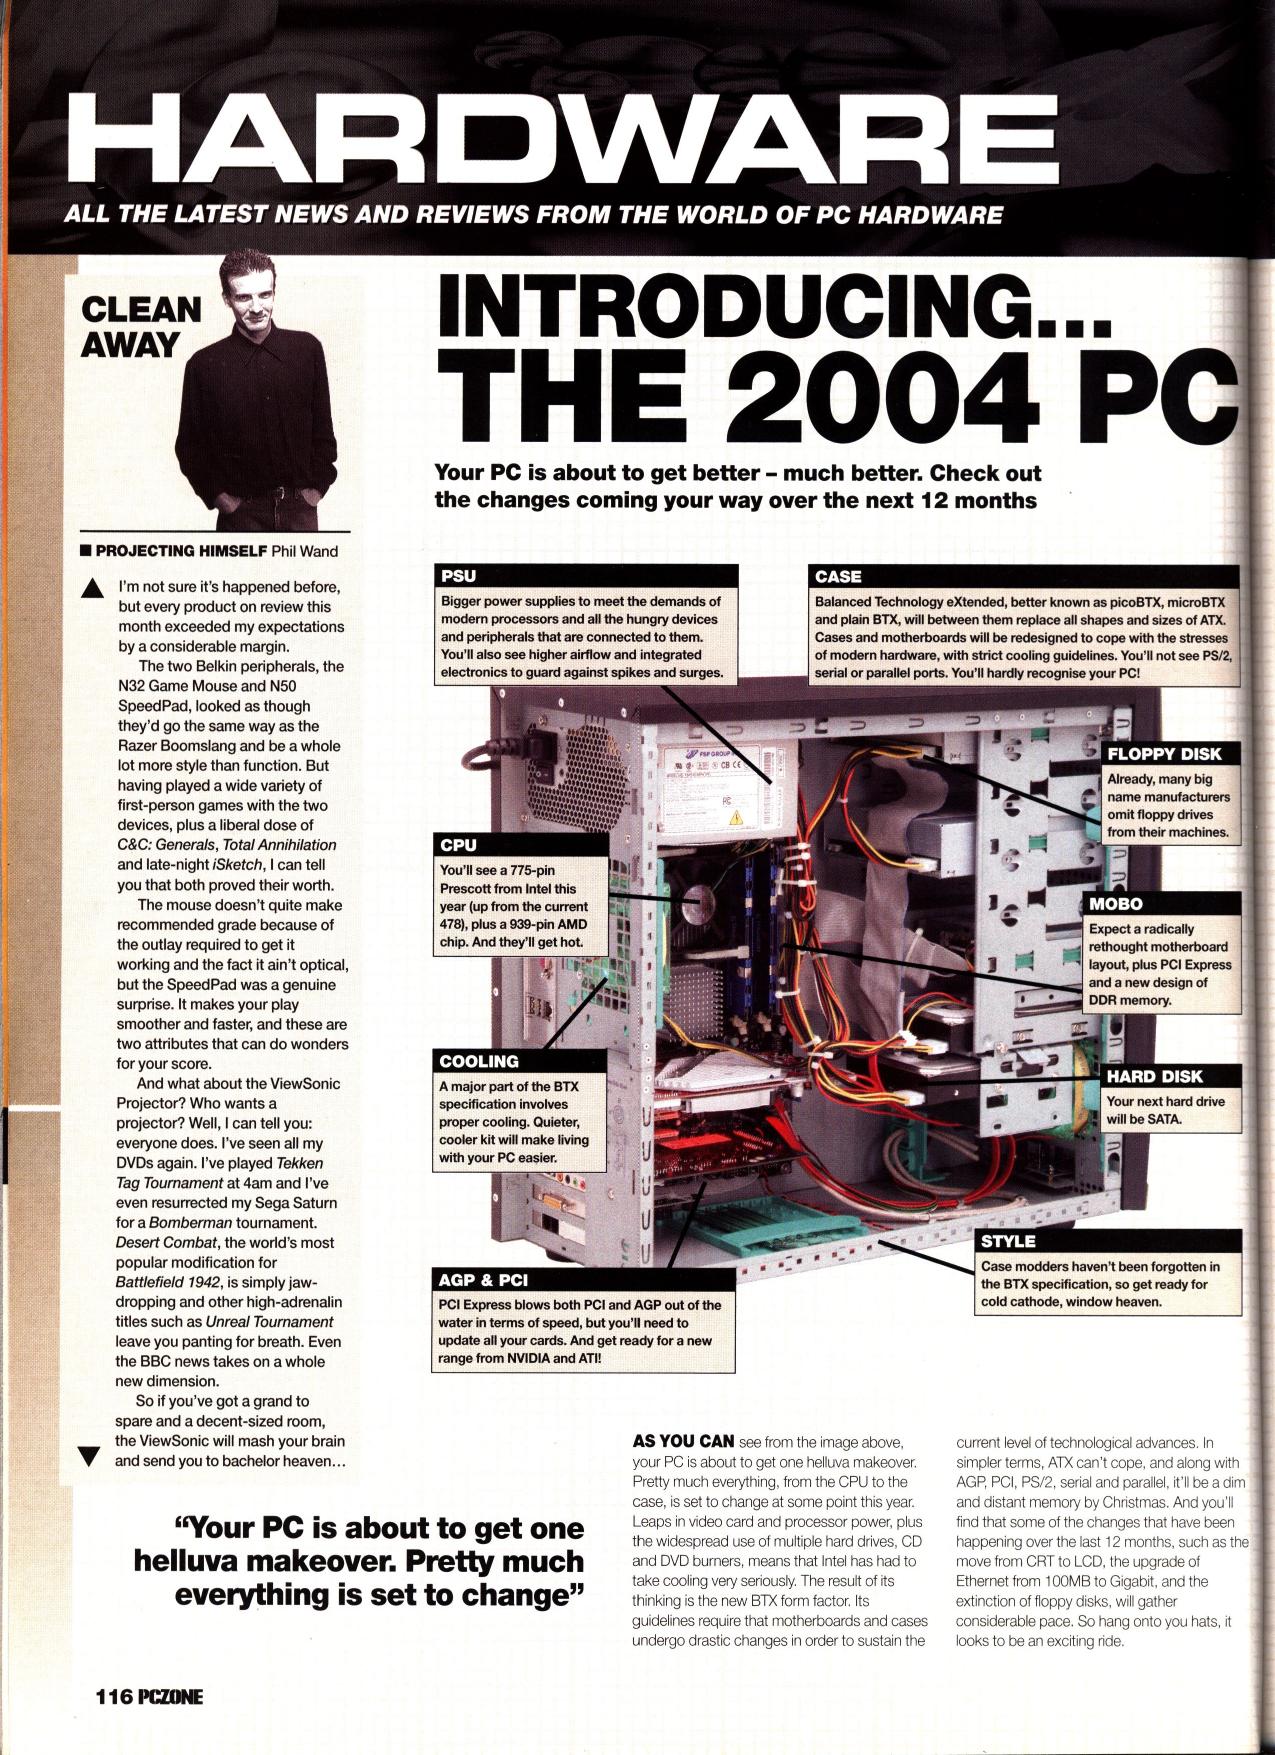 HARDWARE
ALL THE LATEST NEWS AND REVIEWS FROM THE WORLD OF PC HARDWARE
CLEAN
AWAY
■ PROJECTING HIMSELF Phil Wand
▲ I'm not sure it's happened before,
but every product on review this
month exceeded my expectations
by a considerable margin.
The two Belkin peripherals, the
N32 Game Mouse and N50
SpeedPad, looked as though
they'd go the same way as the
Razer Boomslang and be a whole
lot more style than function. But
having played a wide variety of
first-person games with the two
devices, plus a liberal dose of
C&C: Generals, Total Annihilation
and late-night iSketch, I can tell
you that both proved their worth.
The mouse doesn't quite make
recommended grade because of
the outlay required to get it
working and the fact it ain't optical,
but the SpeedPad was a genuine
surprise. It makes your play
smoother and faster, and these are
two attributes that can do wonders
for your score.
And what about the ViewSonic
Projector? Who wants a
projector? Well, I can tell you:
everyone does. I've seen all my
DVDs again. I've played Tekken
Tag Tournament at 4am and I've
even resurrected my Sega Saturn
for a Bomberman tournament.
Desert Combat, the world's most
popular modification for
Battlefield 1942, is simply jaw-
dropping and other high-adrenalin
titles such as Unreal Tournament
leave you panting for breath. Even
the BBC news takes on a whole
new dimension.
So if you've got a grand to
spare and a decent-sized room,
the ViewSonic will mash your brain
▼ and send you to bachelor heaven...
INTRODUCING...
THE 2004 PC
Your PC is about to get better – much better. Check out
the changes coming your way over the next 12 months
PSU
Bigger power supplies to meet the demands of
modern processors and all the hungry devices
and peripherals that are connected to them.
You'll also see higher airflow and integrated
electronics to guard against spikes and surges.
CASE
Balanced Technology eXtended, better known as picoBTX, microBTX
and plain BTX, will between them replace all shapes and sizes of ATX.
Cases and motherboards will be redesigned to cope with the stresses
of modern hardware, with strict cooling guidelines. You'll not see PS/2,
serial or parallel ports. You'll hardly recognise your PC!
FSP GROUP
CE
FLOPPY DISK
Already, many big
name manufacturers
omit floppy drives
from their machines.
CPU
You'll see a 775-pin
Prescott from Intel this
year (up from the current
478), plus a 939-pin AMD
chip. And they'll get hot.
MOBO
Expect a radically
rethought motherboard
layout, plus PCI Express
and a new design of
DDR memory.
COOLING
A major part of the BTX
specification involves
proper cooling. Quieter,
cooler kit will make living
with your PC easier.
HARD DISK
Your next hard drive
will be SATA.
STYLE
Case modders haven't been forgotten in
the BTX specification, so get ready for
cold cathode, window heaven.
AGP & PCI
PCI Express blows both PCI and AGP out of the
water in terms of speed, but you'll need to
update all your cards. And get ready for a new
range from NVIDIA and ATI!
"Your PC is about to get one
helluva makeover. Pretty much
everything is set to change"
AS YOU CAN see from the image above,
your PC is about to get one helluva makeover.
Pretty much everything, from the CPU to the
case, is set to change at some point this year.
Leaps in video card and processor power, plus
the widespread use of multiple hard drives, CD
and DVD burners, means that Intel has had to
take cooling very seriously. The result of its
thinking is the new BTX form factor. Its
guidelines require that motherboards and cases
undergo drastic changes in order to sustain the
current level of technological advances. In
simpler terms, ATX can't cope, and along with
AGP, PCI, PS/2, serial and parallel, it'll be a dim
and distant memory by Christmas. And you'll
find that some of the changes that have been
happening over the last 12 months, such as the
move from CRT to LCD, the upgrade of
Ethernet from 100MB to Gigabit, and the
extinction of floppy disks, will gather
considerable pace. So hang onto you hats, it
looks to be an exciting ride.
116 PCZONE